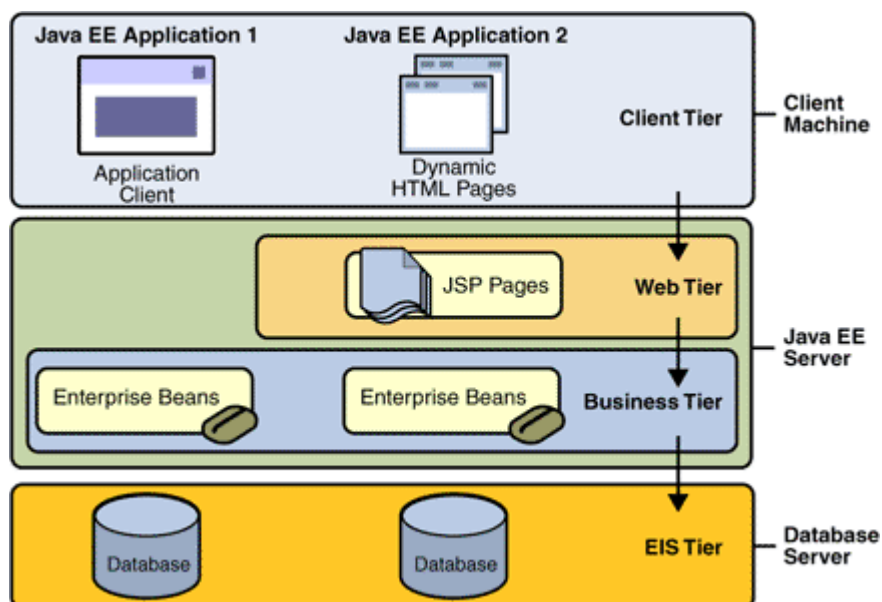 Java EE Application 1
Java EE Application 2
Application
Client
Dynamic
HTML Pages
Client Tier
Client
Machine
JSP Pages
Web Tier
Java EE
Server
Enterprise Beans
Enterprise Beans
Business Tier
Database
Database
EIS Tier
Database
Server